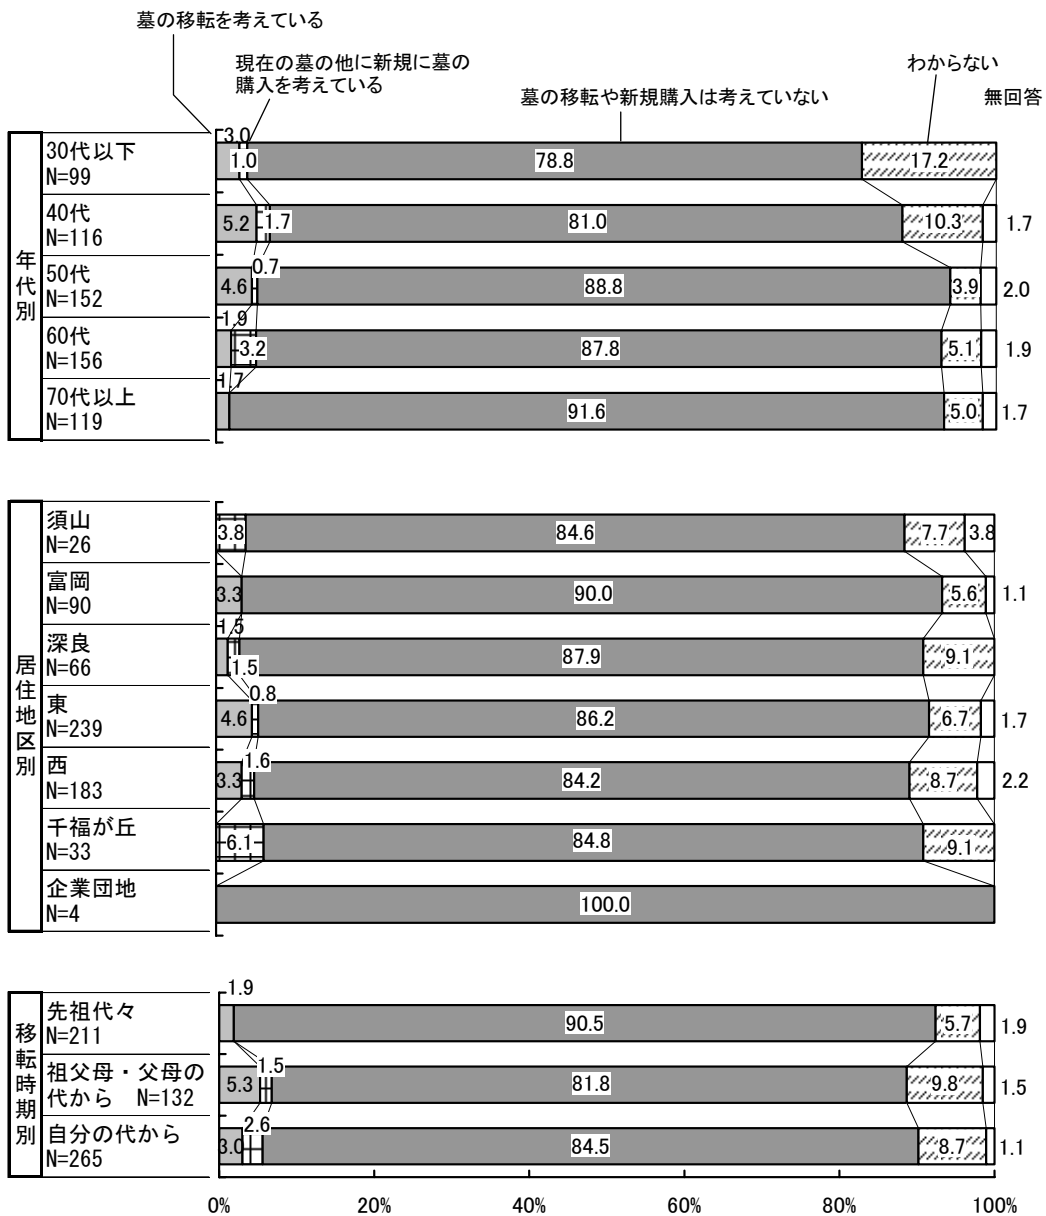 墓の移転を考えている
現在の墓の他に新規に墓の
購入を考えている
墓の移転や新規購入は考えていない
わからない
無回答
年代別
30代以下
N=99
3.0
1.0
78.8
17.2
40代
N=116
5.2
1.7
81.0
10.3
1.7
50代
N=152
4.6
0.7
88.8
3.9
2.0
60代
N=156
1.9
3.2
87.8
5.1
1.9
70代以上
N=119
1.7
91.6
5.0
1.7
居住地区別
須山
N=26
3.8
84.6
7.7
3.8
富岡
N=90
3.3
90.0
5.6
1.1
深良
N=66
1.5
1.5
87.9
9.1
東
N=239
4.6
0.8
86.2
6.7
1.7
西
N=183
3.3
1.6
84.2
8.7
2.2
千福が丘
N=33
6.1
84.8
9.1
企業団地
N=4
100.0
移転時期別
先祖代々
N=211
1.9
90.5
5.7
1.9
祖父母・父母の
代から N=132
5.3
1.5
81.8
9.8
1.5
自分の代から
N=265
3.0
2.6
84.5
8.7
1.1
0% 20% 40% 60% 80% 100%